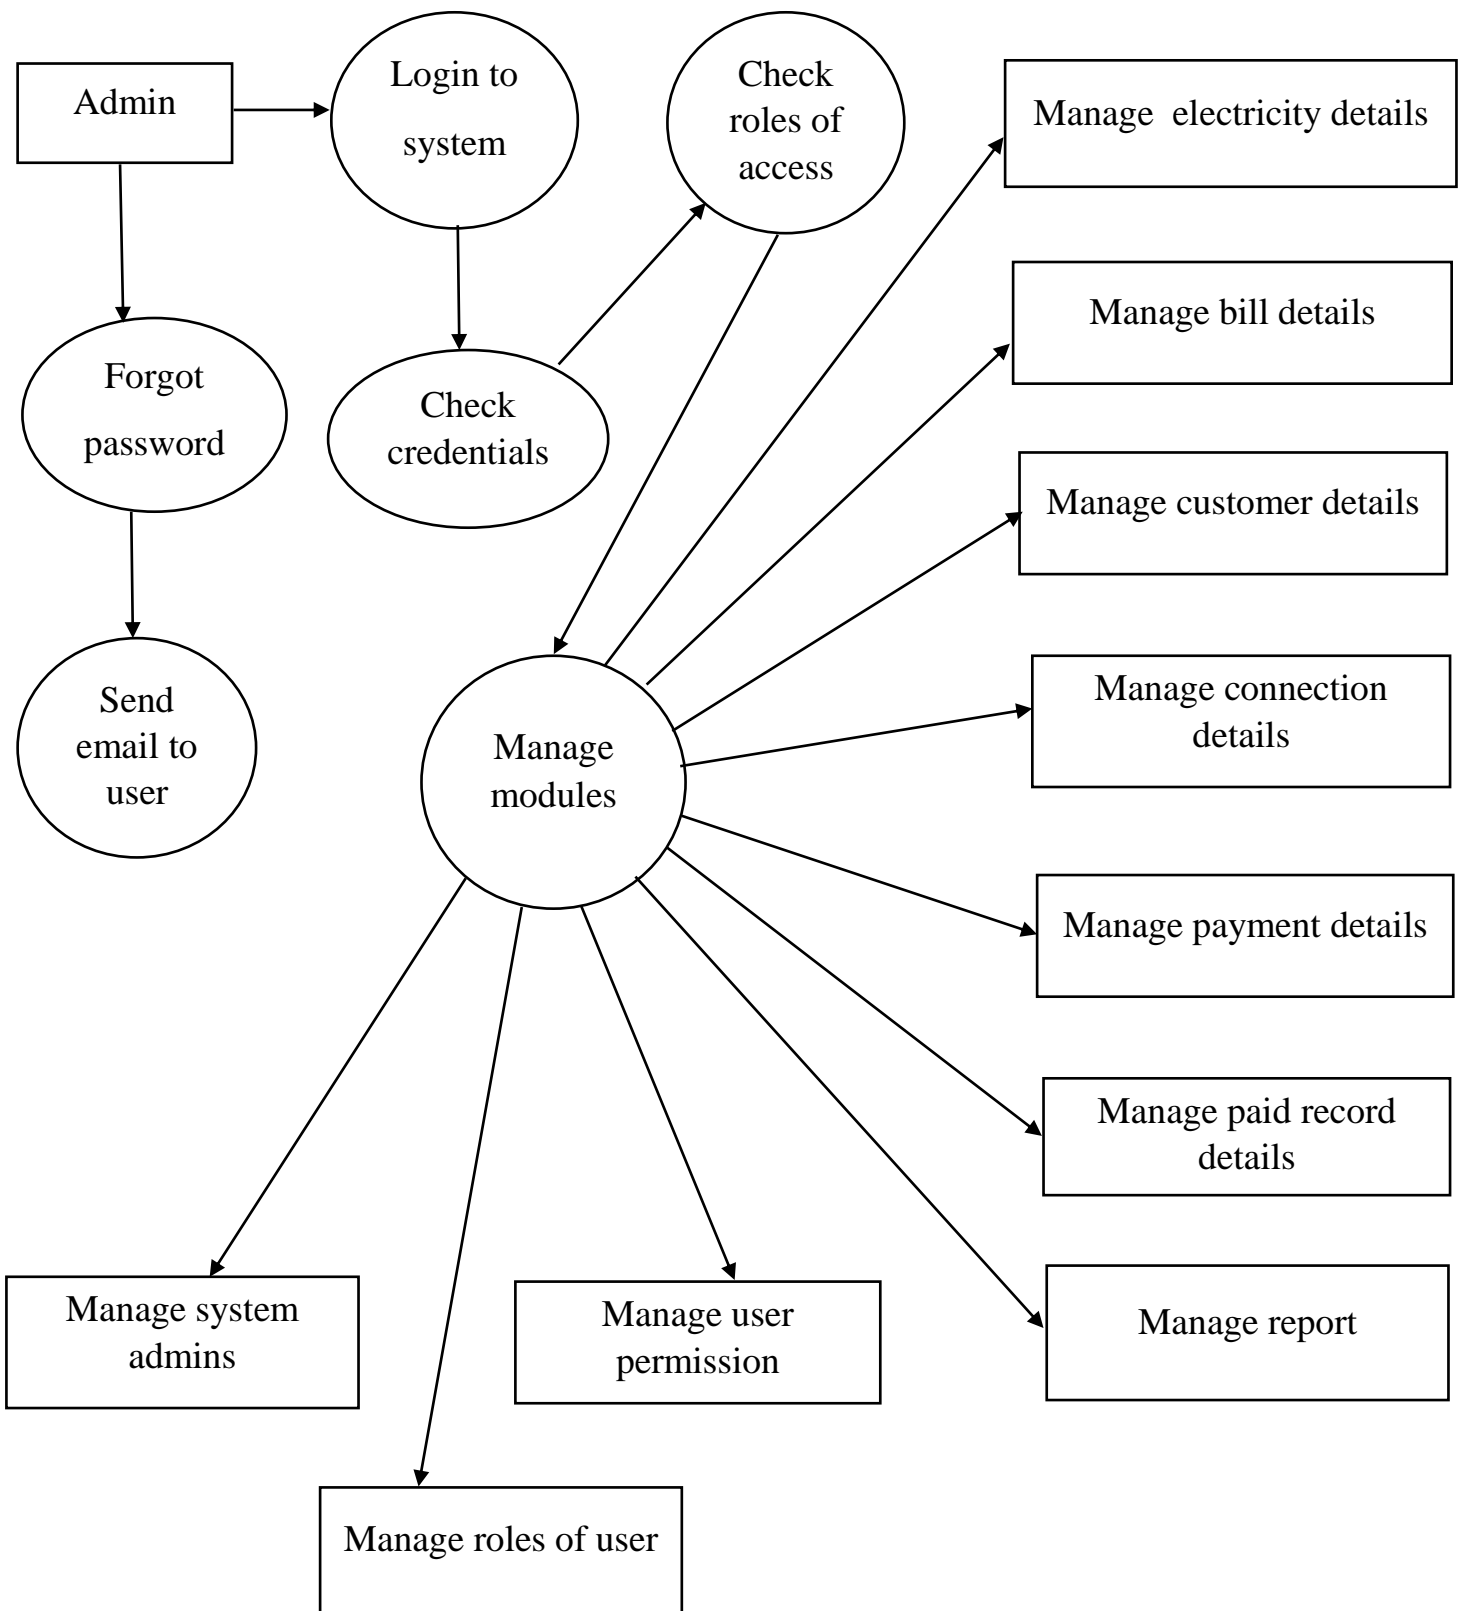 Admin
Login to
system
Check
roles of
access
Manage  electricity details
Manage bill details
Forgot
password
Check
credentials
Manage customer details
Send
email to
user
Manage
modules
Manage connection
details
Manage payment details
Manage paid record
details
Manage system
admins
Manage user
permission
Manage report
Manage roles of user